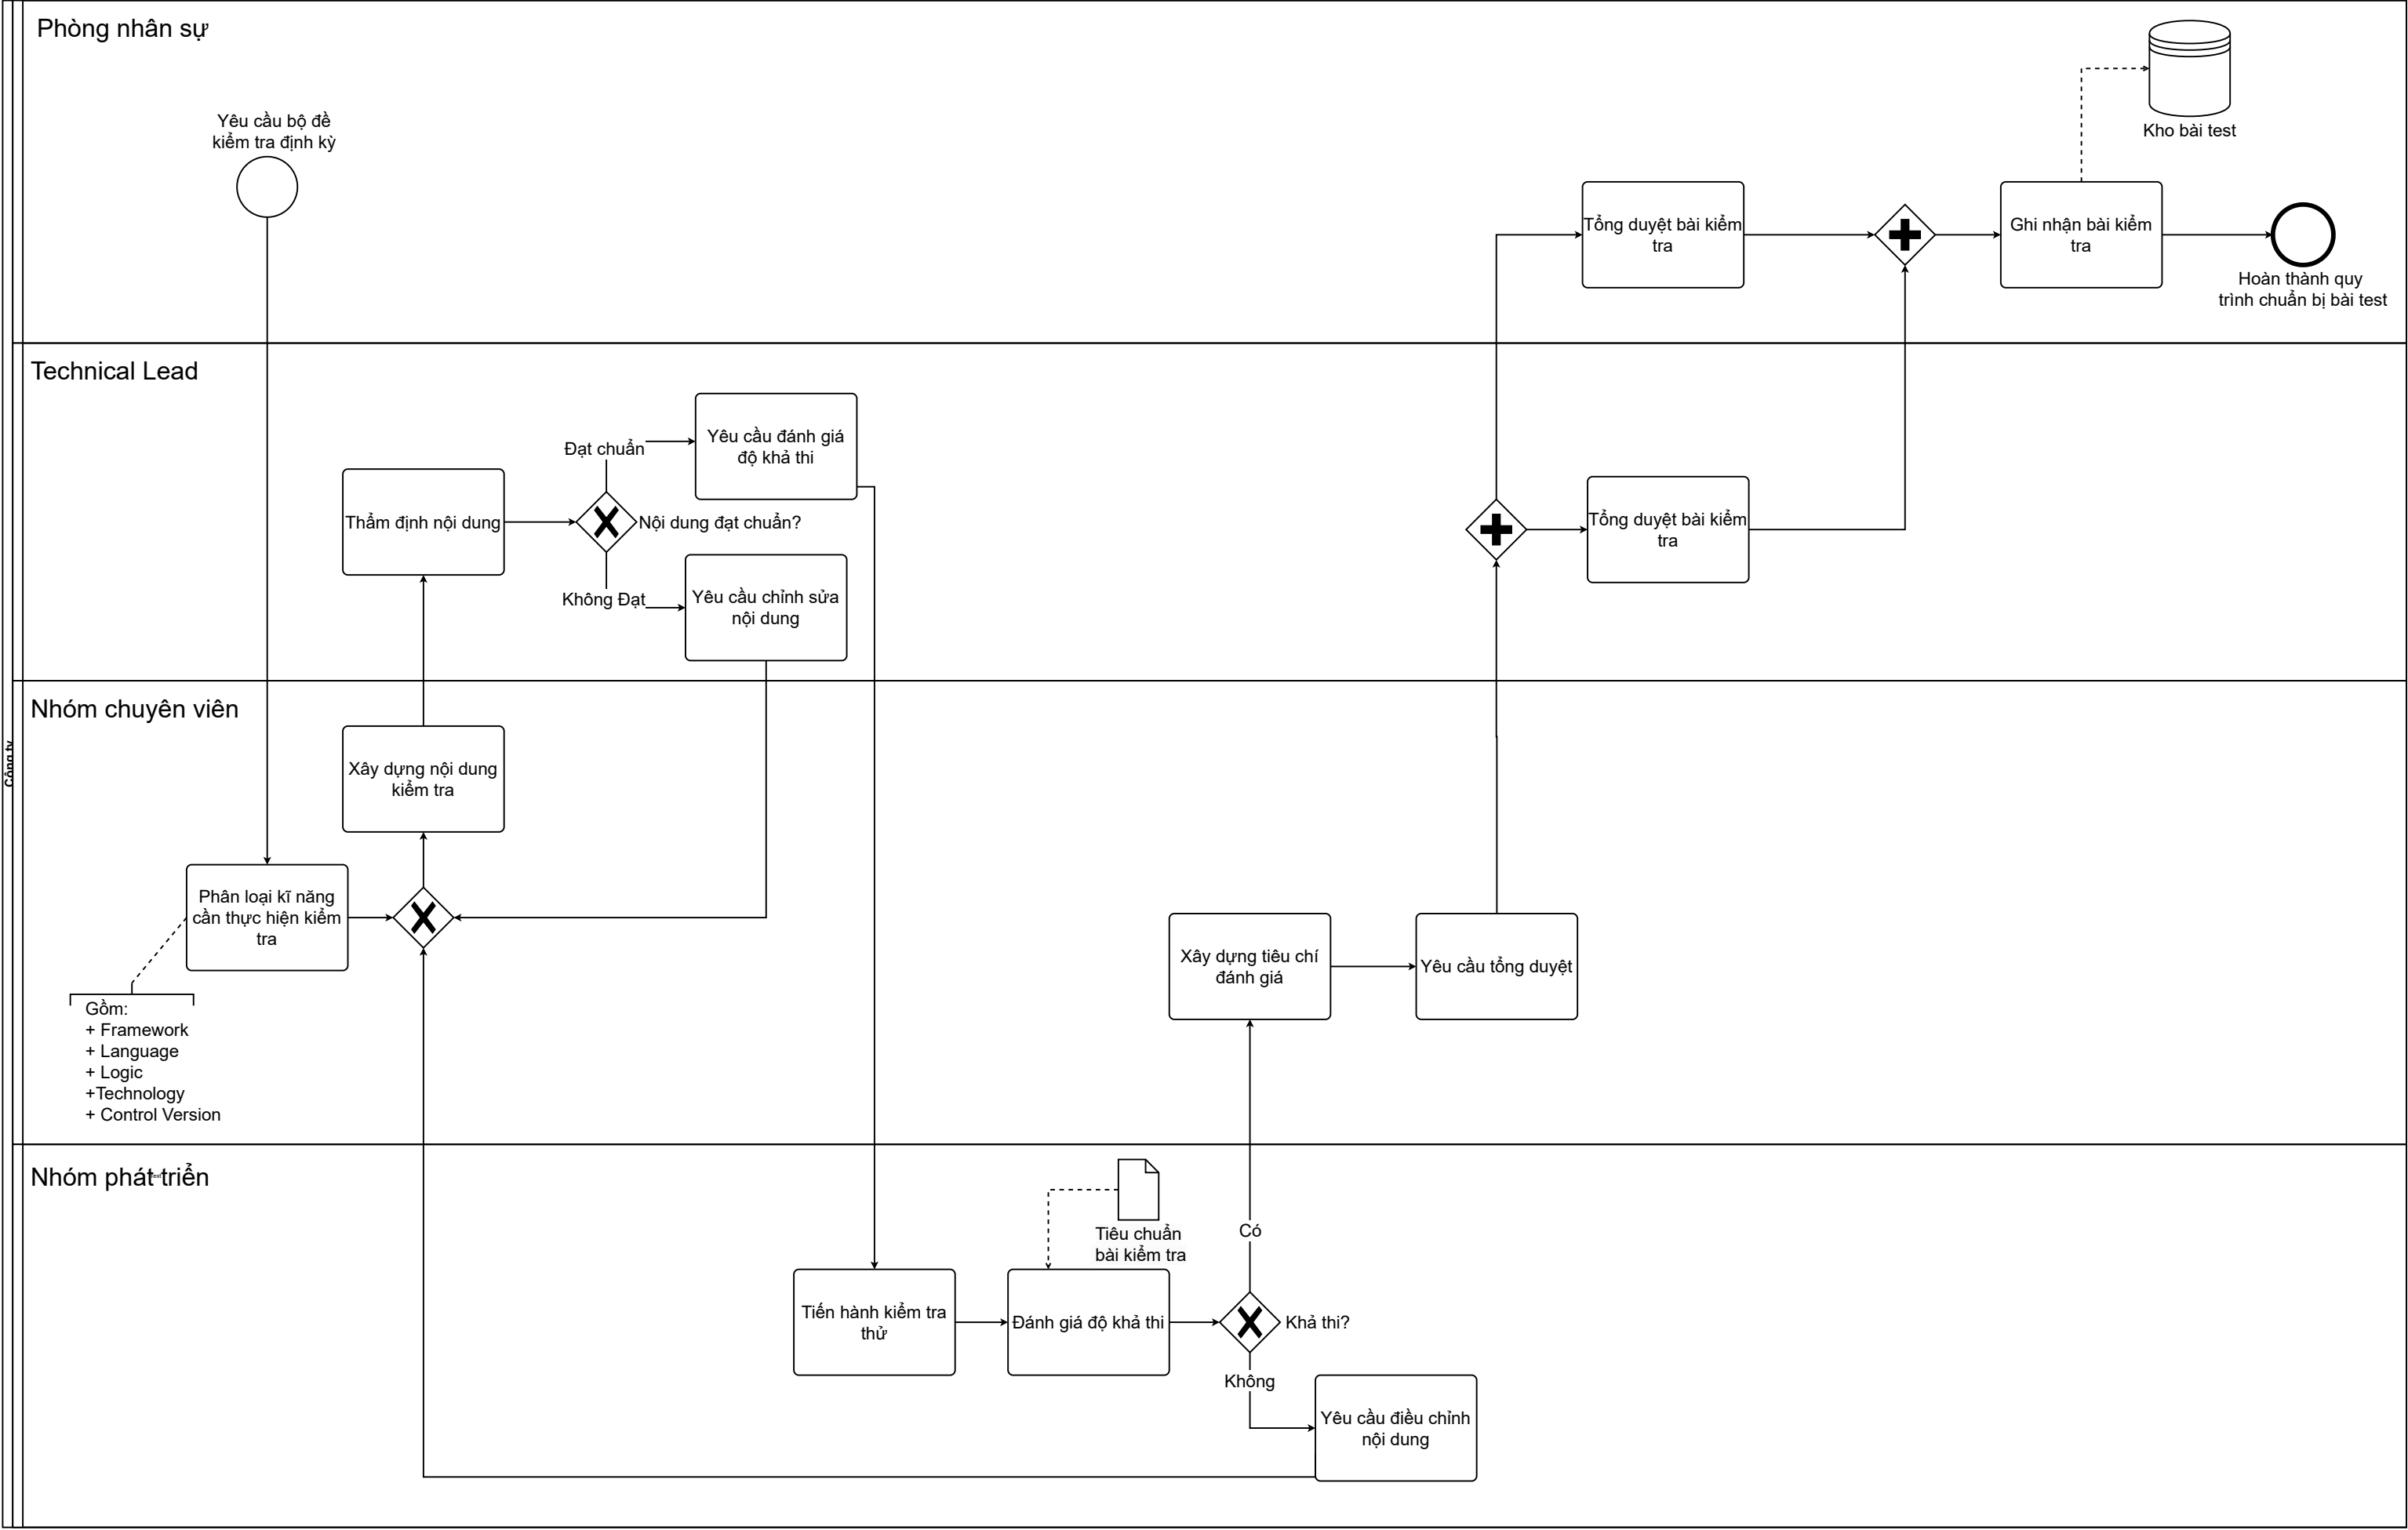 Phòng nhân sự
Yêu cầu bộ đề
kiểm tra định kỳ
Kho bài test
Tổng duyệt bài kiểm
tra
Ghi nhận bài kiểm
tra
Hoàn thành quy
trình chuẩn bị bài test
Technical Lead
Yêu cầu đánh giá
độ khả thi
Đạt chuẩn
Thẩm định nội dung
Nội dung đạt chuẩn?
Không Đạt
Yêu cầu chỉnh sửa
nội dung
Tổng duyệt bài kiểm
tra
Công ty
Nhóm chuyên viên
Xây dựng nội dung
kiểm tra
Phân loại kĩ năng
cần thực hiện kiểm
tra
Gồm:
+ Framework
+ Language
+ Logic
+Technology
+ Control Version
Xây dựng tiêu chí
đánh giá
Yêu cầu tổng duyệt
Nhóm phát triển
Tiêu chuẩn
bài kiểm tra
Có
Tiến hành kiểm tra
thử
Đánh giá độ khả thi
Khả thi?
Không
Yêu cầu điều chỉnh
nội dung